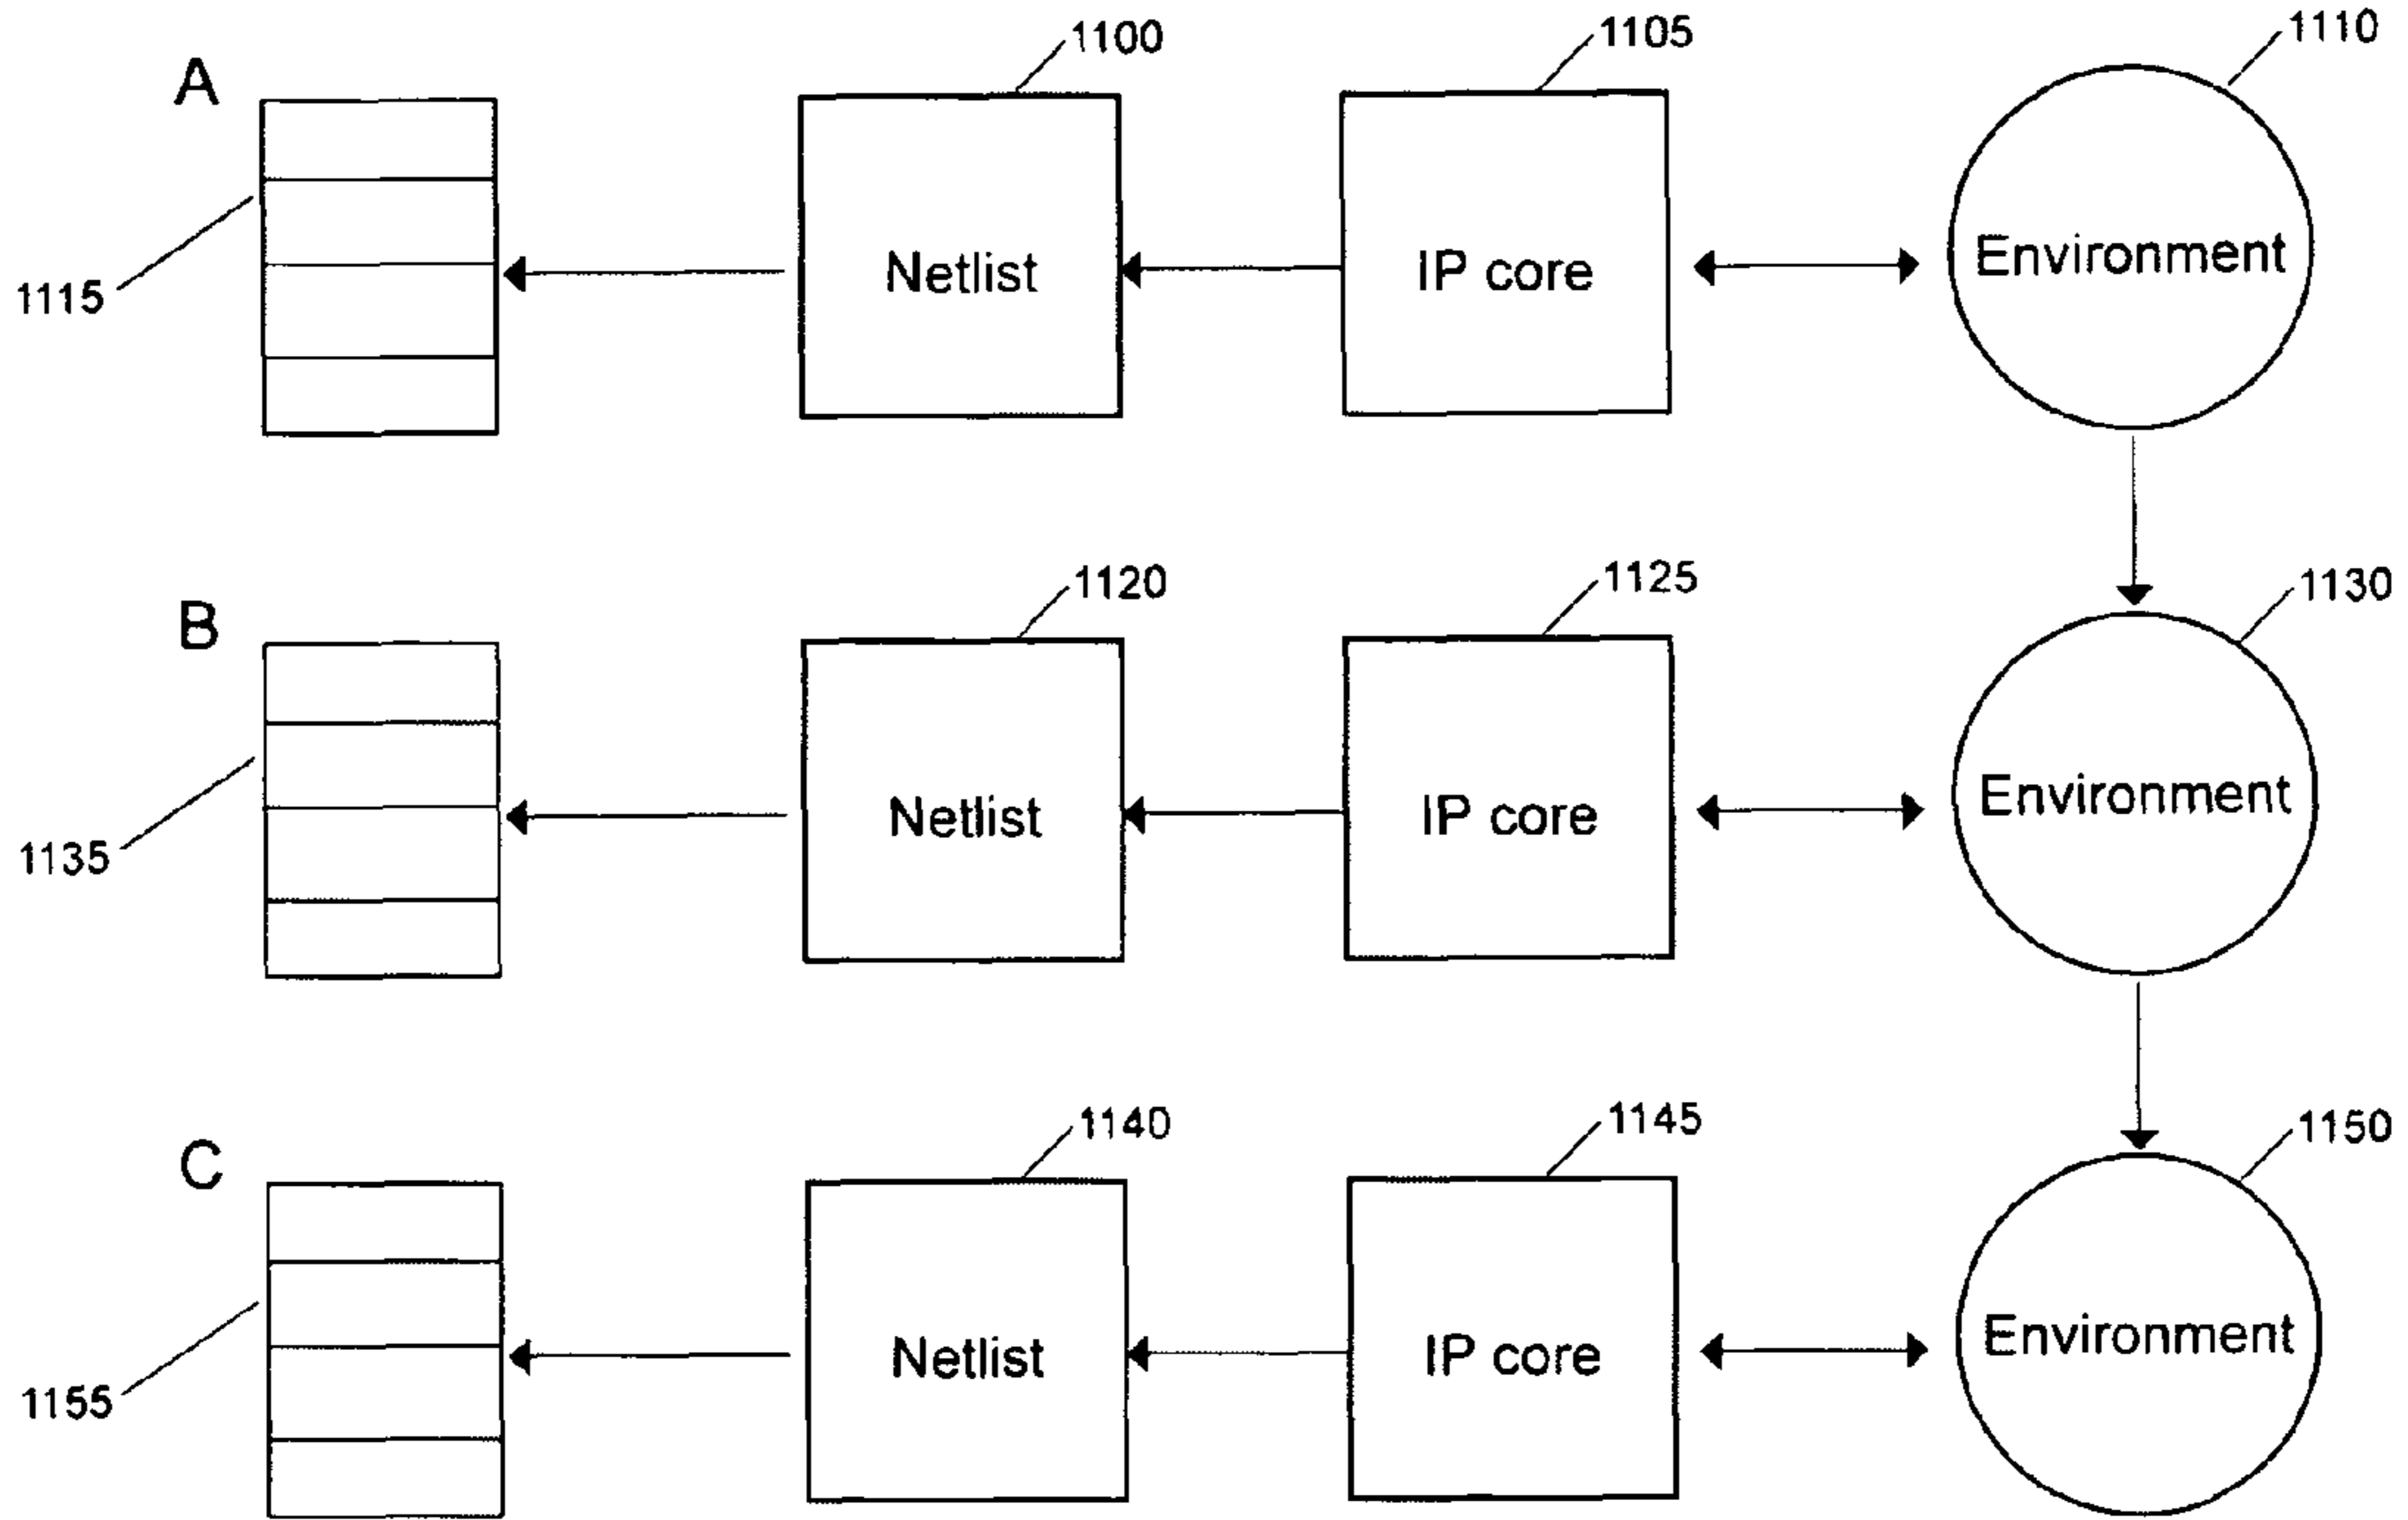 1100
1105
1110
A
Netlist
IP core
Environment
1115
1120
1125
1130
B
Netlist
IP core
Environment
1135
1140
1145
1150
C
Netlist
IP core
Environment
1155